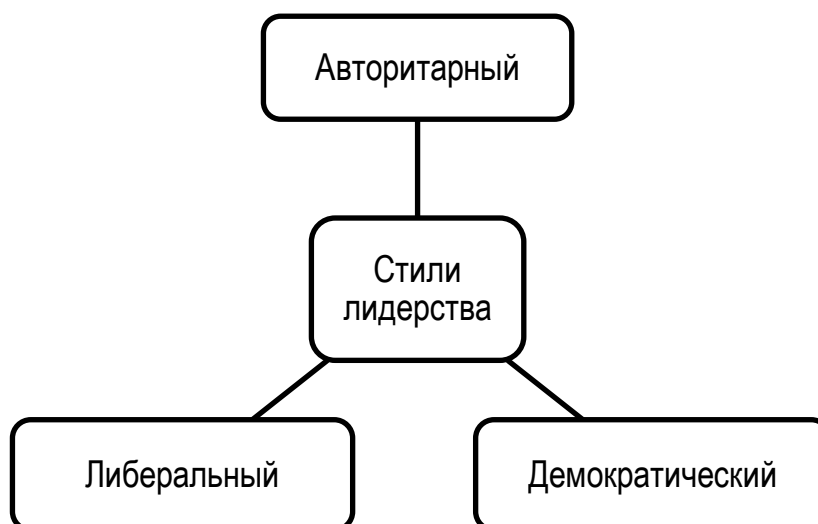 Авторитарный
Стили
лидерства
Либеральный
Демократический